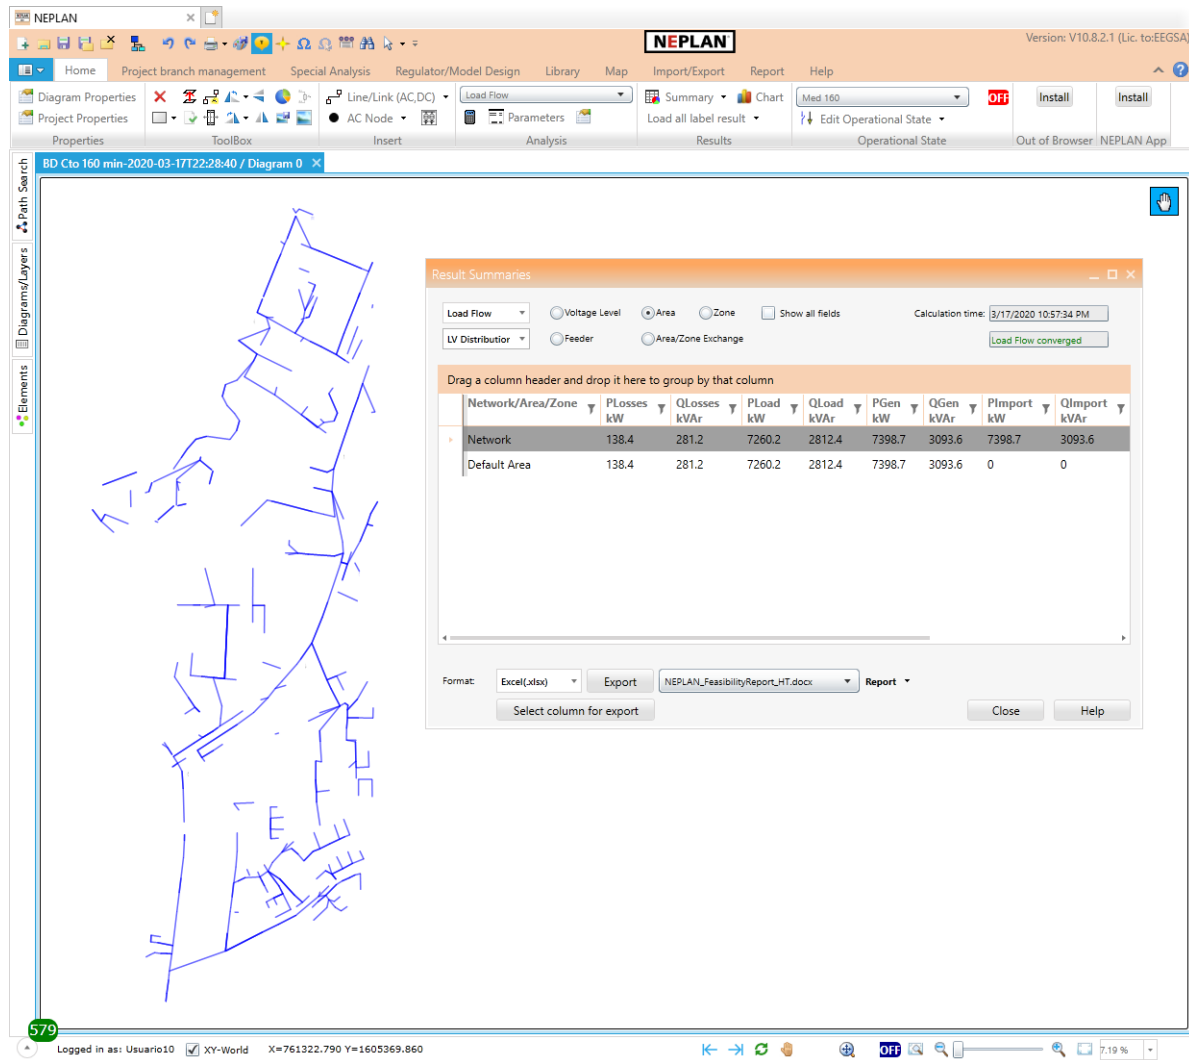 NEPLAN
NEPLAN
Version: V10.8.2.1 (Lic. to:EEGSA)
Home Project branch management Special Analysis Regulator/Model Design Library Map Import/Export Report Help
Diagram Properties Line/Link (AC,DC) Load Flow Summary Chart Med 160 OFF Install Install
Project Properties AC Node Parameters Load all label result Edit Operational State
Properties ToolBox Insert Analysis Results Operational State Out of Browser NEPLAN App
BD Cto 160 min-2020-03-17T22:28:40 / Diagram 0
Path Search
Diagrams/Layers
Elements
Result Summaries
Load Flow Voltage Level Area Zone Show all fields Calculation time: 3/17/2020 10:57:34 PM
LV Distributior Feeder Area/Zone Exchange Load Flow converged
Drag a column header and drop it here to group by that column
Network/Area/Zone PLosses QLosses PLoad QLoad PGen QGen PImport QImport
kW kVAr kW kVAr kW kVAr kW kVAr
Network 138.4 281.2 7260.2 2812.4 7398.7 3093.6 7398.7 3093.6
Default Area 138.4 281.2 7260.2 2812.4 7398.7 3093.6 0 0
Format: Excel(.xlsx) Export NEPLAN_FeasibilityReport_HT.docx Report
Select column for export Close Help
579
Logged in as: Usuario10 XY-World X=761322.790 Y=1605369.860 OFF 7.19 %